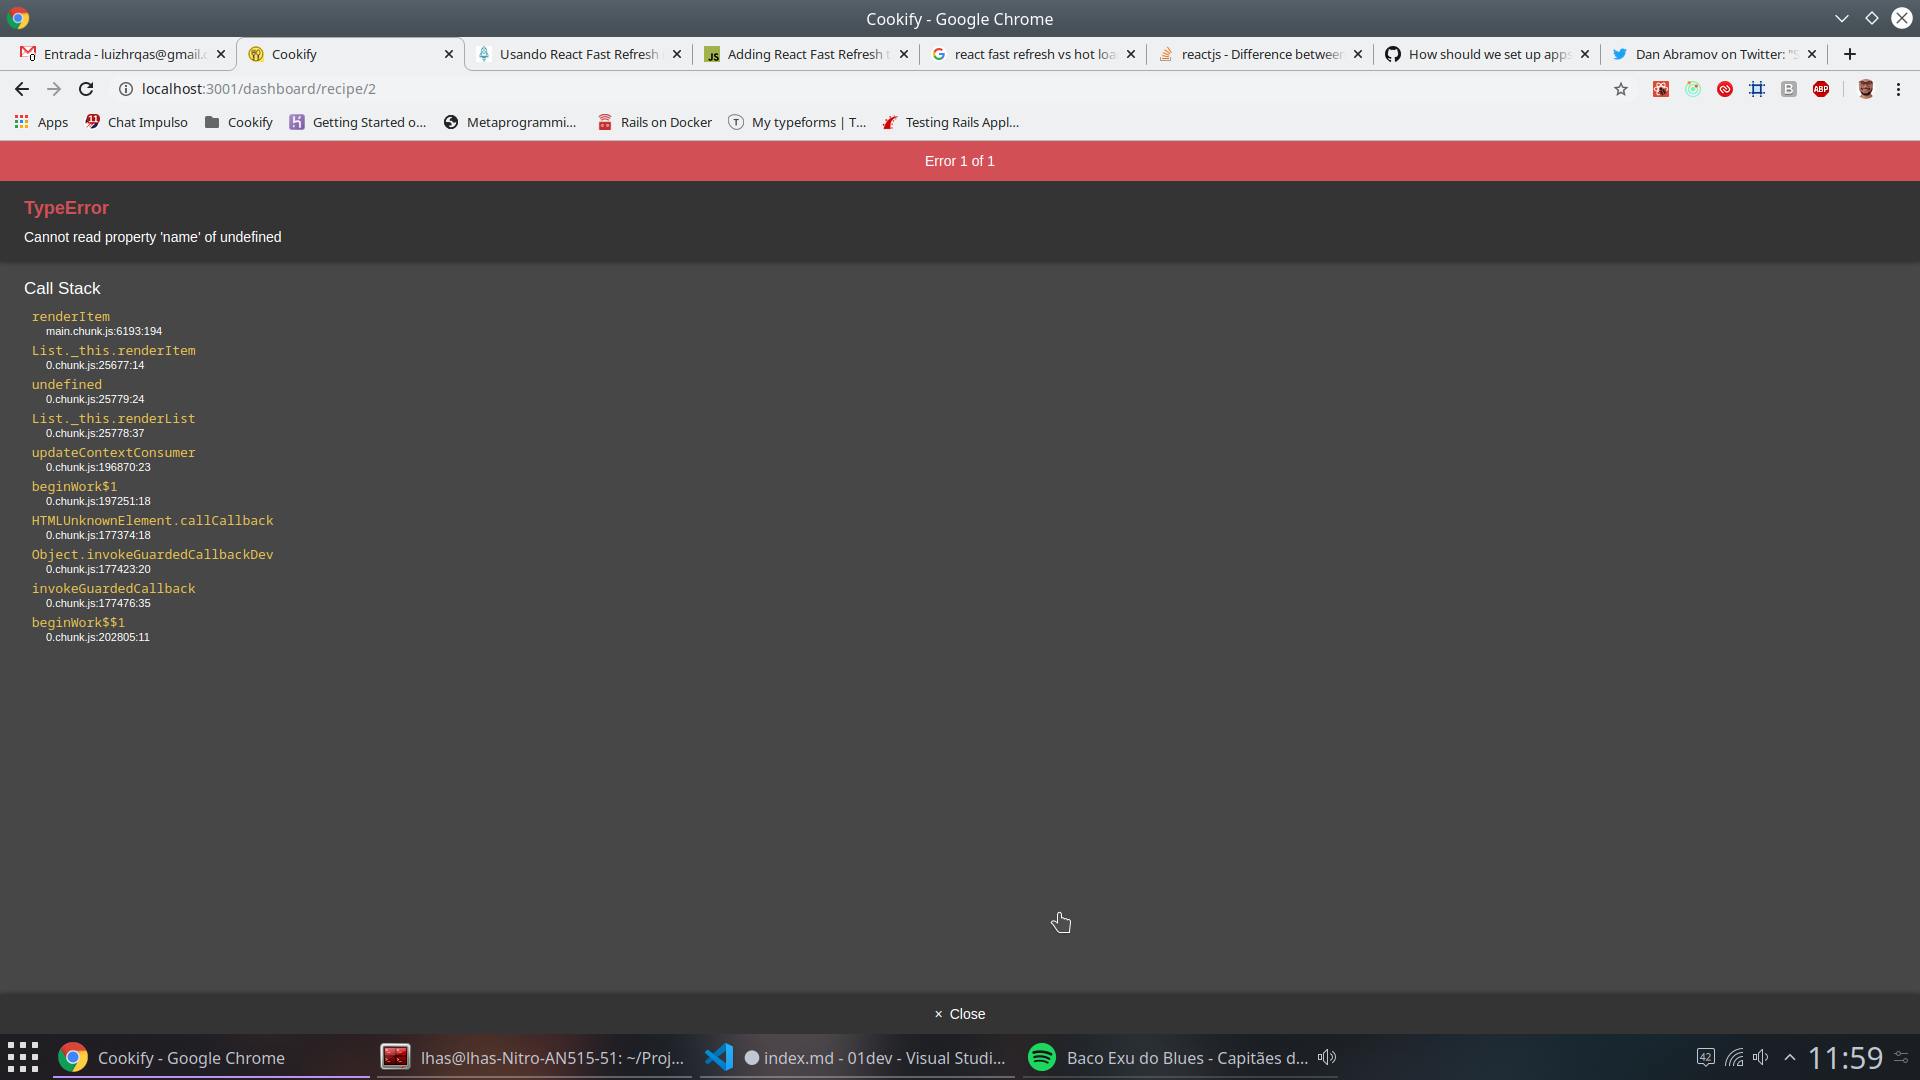 Cookify - Google Chrome
Entrada - luizhrqas@gmail.c
Cookify
Usando React Fast Refresh
Adding React Fast Refresh t
react fast refresh vs hot loa
reactjs - Difference between
How should we set up apps
Dan Abramov on Twitter: "S
localhost:3001/dashboard/recipe/2
Apps
Chat Impulso
Cookify
Getting Started o...
Metaprogrammi...
Rails on Docker
My typeforms | T...
Testing Rails Appl...
Error 1 of 1
TypeError
Cannot read property 'name' of undefined
Call Stack
renderItem
main.chunk.js:6193:194
List._this.renderItem
0.chunk.js:25677:14
undefined
0.chunk.js:25779:24
List._this.renderList
0.chunk.js:25778:37
updateContextConsumer
0.chunk.js:196870:23
beginWork$1
0.chunk.js:197251:18
HTMLUnknownElement.callCallback
0.chunk.js:177374:18
Object.invokeGuardedCallbackDev
0.chunk.js:177423:20
invokeGuardedCallback
0.chunk.js:177476:35
beginWork$$1
0.chunk.js:202805:11
× Close
Cookify - Google Chrome
lhas@lhas-Nitro-AN515-51: ~/Proj...
index.md - 01dev - Visual Studi...
Baco Exu do Blues - Capitães d...
42
11:59